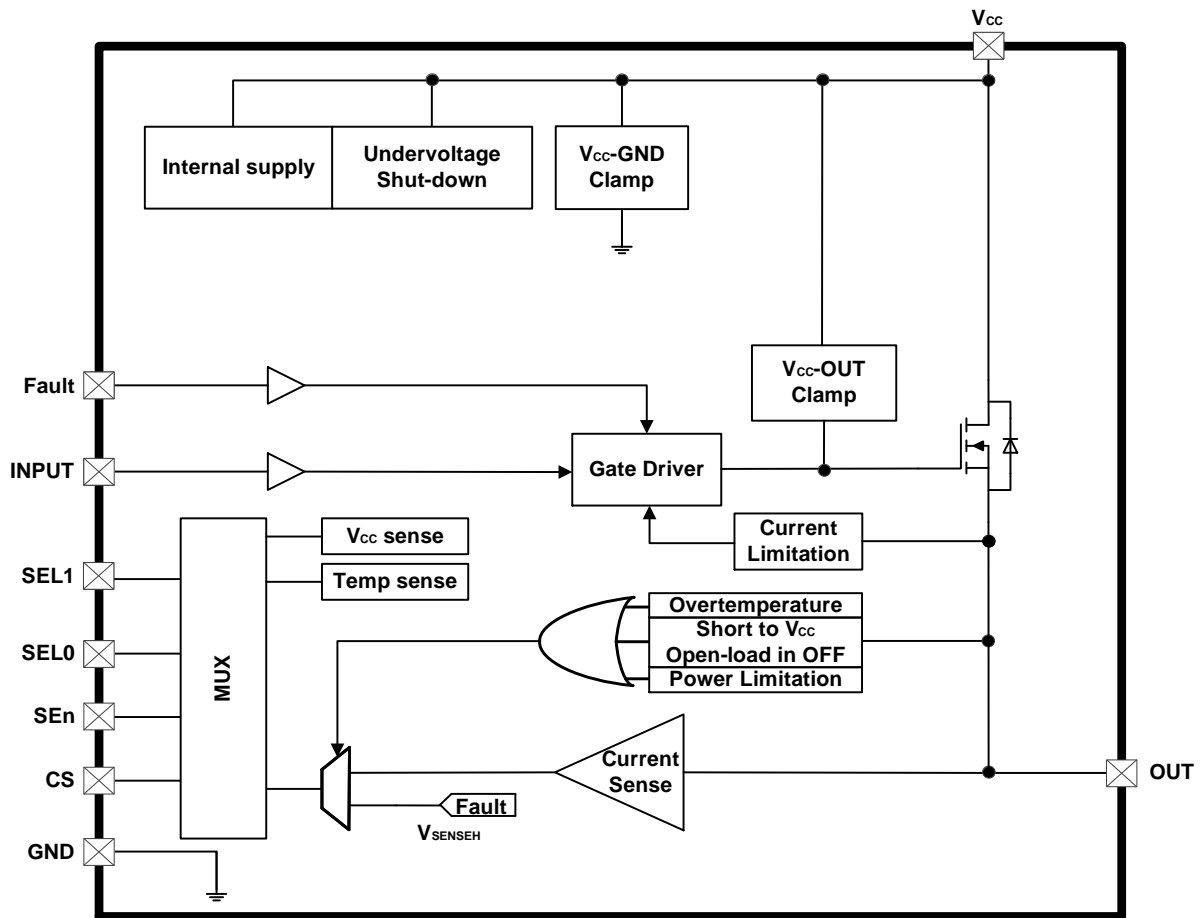 VCC
Internal supply
Undervoltage
Shut-down
VCC-GND
Clamp
VCC-OUT
Clamp
Fault
INPUT
Gate Driver
Current
Limitation
VCC sense
Temp sense
SEL1
SEL0
SEn
CS
GND
MUX
Overtemperature
Short to VCC
Open-load in OFF
Power Limitation
Current
Sense
Fault
VSENSEH
OUT